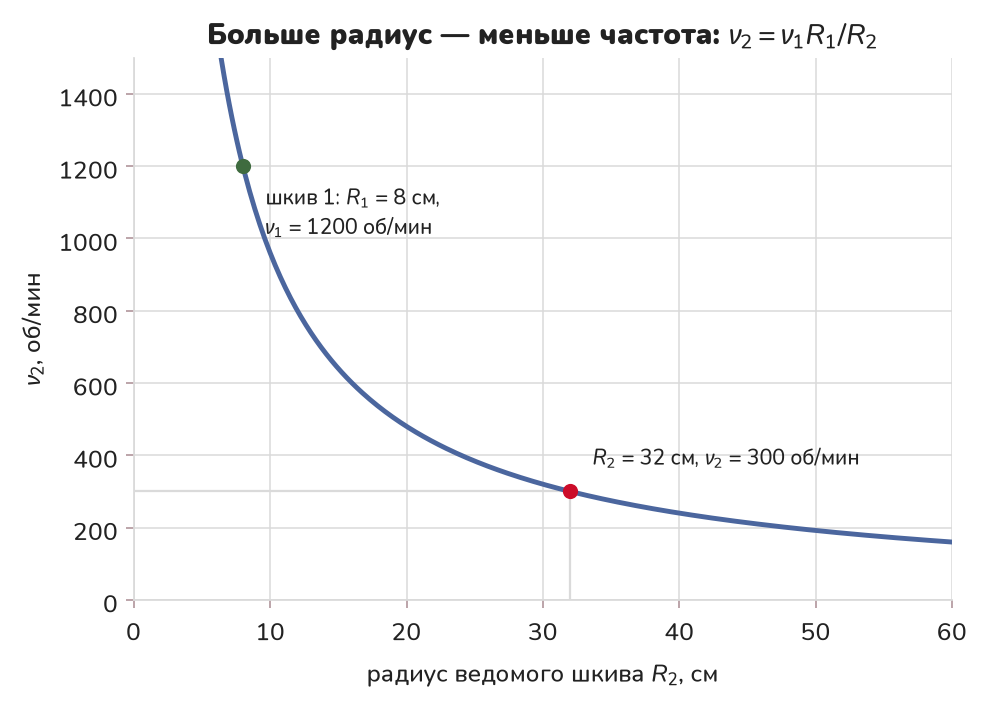 Больше радиус — меньше частота: ν₂ = ν₁R₁/R₂
1400
1200
шкив 1: R₁ = 8 см,
ν₁ = 1200 об/мин
1000
800
ν₂, об/мин
600
400
R₂ = 32 см, ν₂ = 300 об/мин
200
0
0 10 20 30 40 50 60
радиус ведомого шкива R₂, см